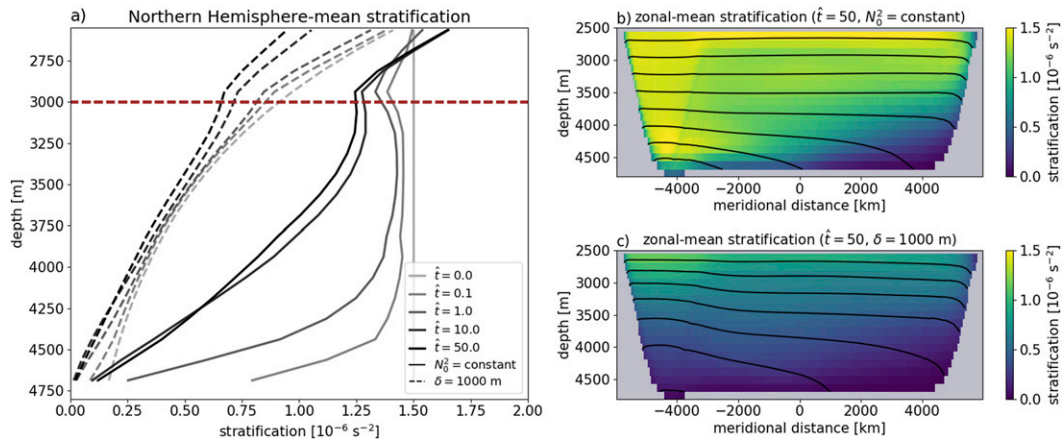 a) Northern Hemisphere-mean stratification
2750
3000
3250
3500
3750
4000
4250
4500
4750
depth [m]
0.00 0.25 0.50 0.75 1.00 1.25 1.50 1.75 2.00
stratification [10⁻⁶ s⁻²]
t̂ = 0.0
t̂ = 0.1
t̂ = 1.0
t̂ = 10.0
t̂ = 50.0
N₀² = constant
δ = 1000 m
b) zonal-mean stratification (t̂ = 50, N₀² = constant)
2500
3000
3500
4000
4500
depth [m]
−4000 −2000 0 2000 4000
meridional distance [km]
1.5
1.0
0.5
0.0
stratification [10⁻⁶ s⁻²]
c) zonal-mean stratification (t̂ = 50, δ = 1000 m)
2500
3000
3500
4000
4500
depth [m]
−4000 −2000 0 2000 4000
meridional distance [km]
1.5
1.0
0.5
0.0
stratification [10⁻⁶ s⁻²]